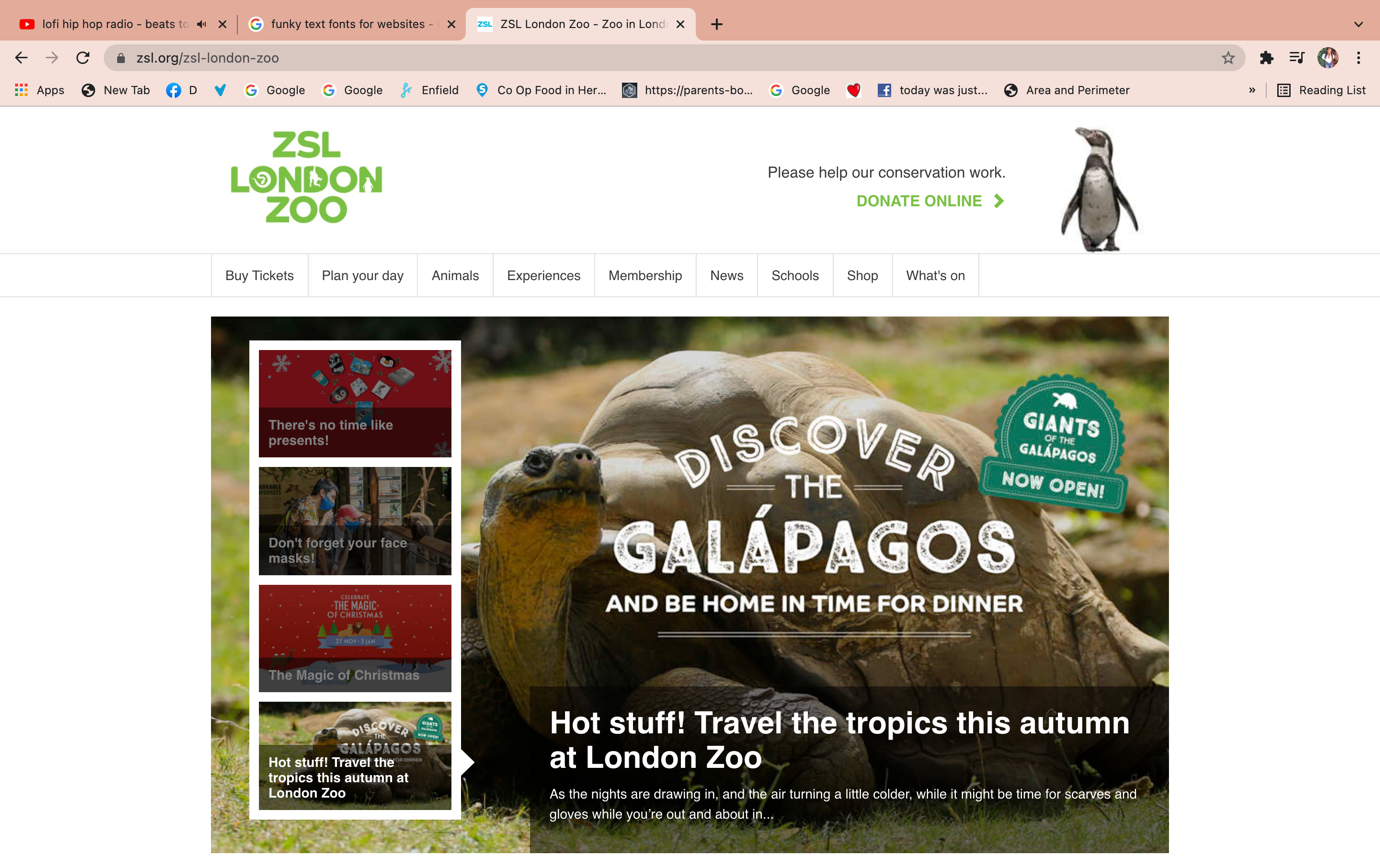 lofi hip hop radio - beats to
funky text fonts for websites -
ZSL London Zoo - Zoo in Lond
zsl.org/zsl-london-zoo
Apps
New Tab
D
Google
Google
Enfield
Co Op Food in Her...
https://parents-bo...
Google
today was just...
Area and Perimeter
»
Reading List
ZSL
LONDON
ZOO
Please help our conservation work.
DONATE ONLINE
Buy Tickets
Plan your day
Animals
Experiences
Membership
News
Schools
Shop
What's on
There's no time like
presents!
Don't forget your face
masks!
CELEBRATE
THE MAGIC
OF CHRISTMAS
27 NOV - 3 JAN
The Magic of Christmas
DISCOVER
THE
GALÁPAGOS
GIANTS
OF THE
GALÁPAGOS
NOW OPEN!
Hot stuff! Travel the
tropics this autumn at
London Zoo
DISCOVER
THE
GALÁPAGOS
AND BE HOME IN TIME FOR DINNER
GIANTS
OF THE
GALÁPAGOS
NOW OPEN!
Hot stuff! Travel the tropics this autumn
at London Zoo
As the nights are drawing in, and the air turning a little colder, while it might be time for scarves and
gloves while you’re out and about in...